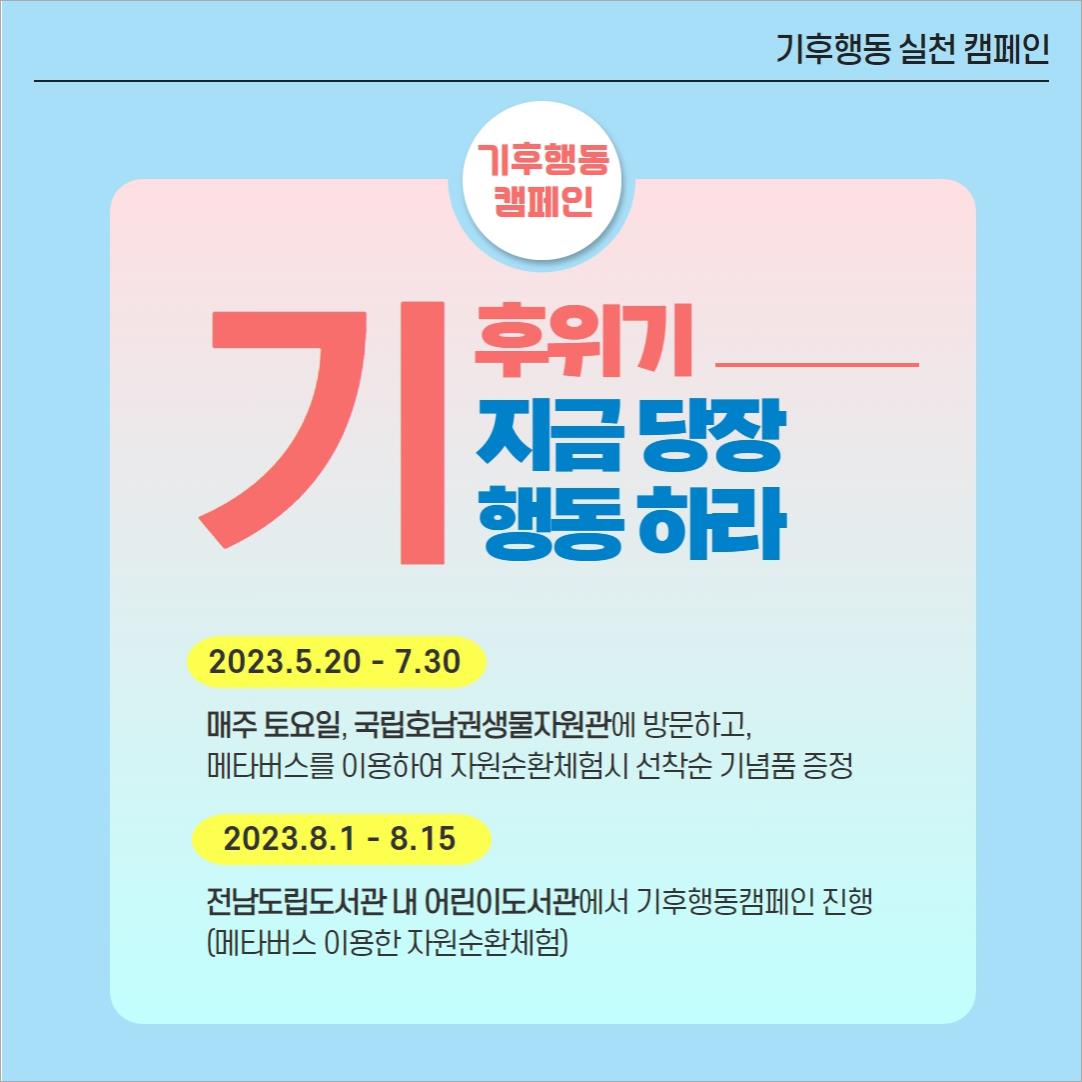 기후행동 실천 캠페인
기후행동
캠페인
기후위기
지금 당장
행동 하라
2023.5.20 - 7.30
매주 토요일, 국립호남권생물자원관에 방문하고,
메타버스를 이용하여 자원순환체험시 선착순 기념품 증정
2023.8.1 - 8.15
전남도립도서관 내 어린이도서관에서 기후행동캠페인 진행
(메타버스 이용한 자원순환체험)